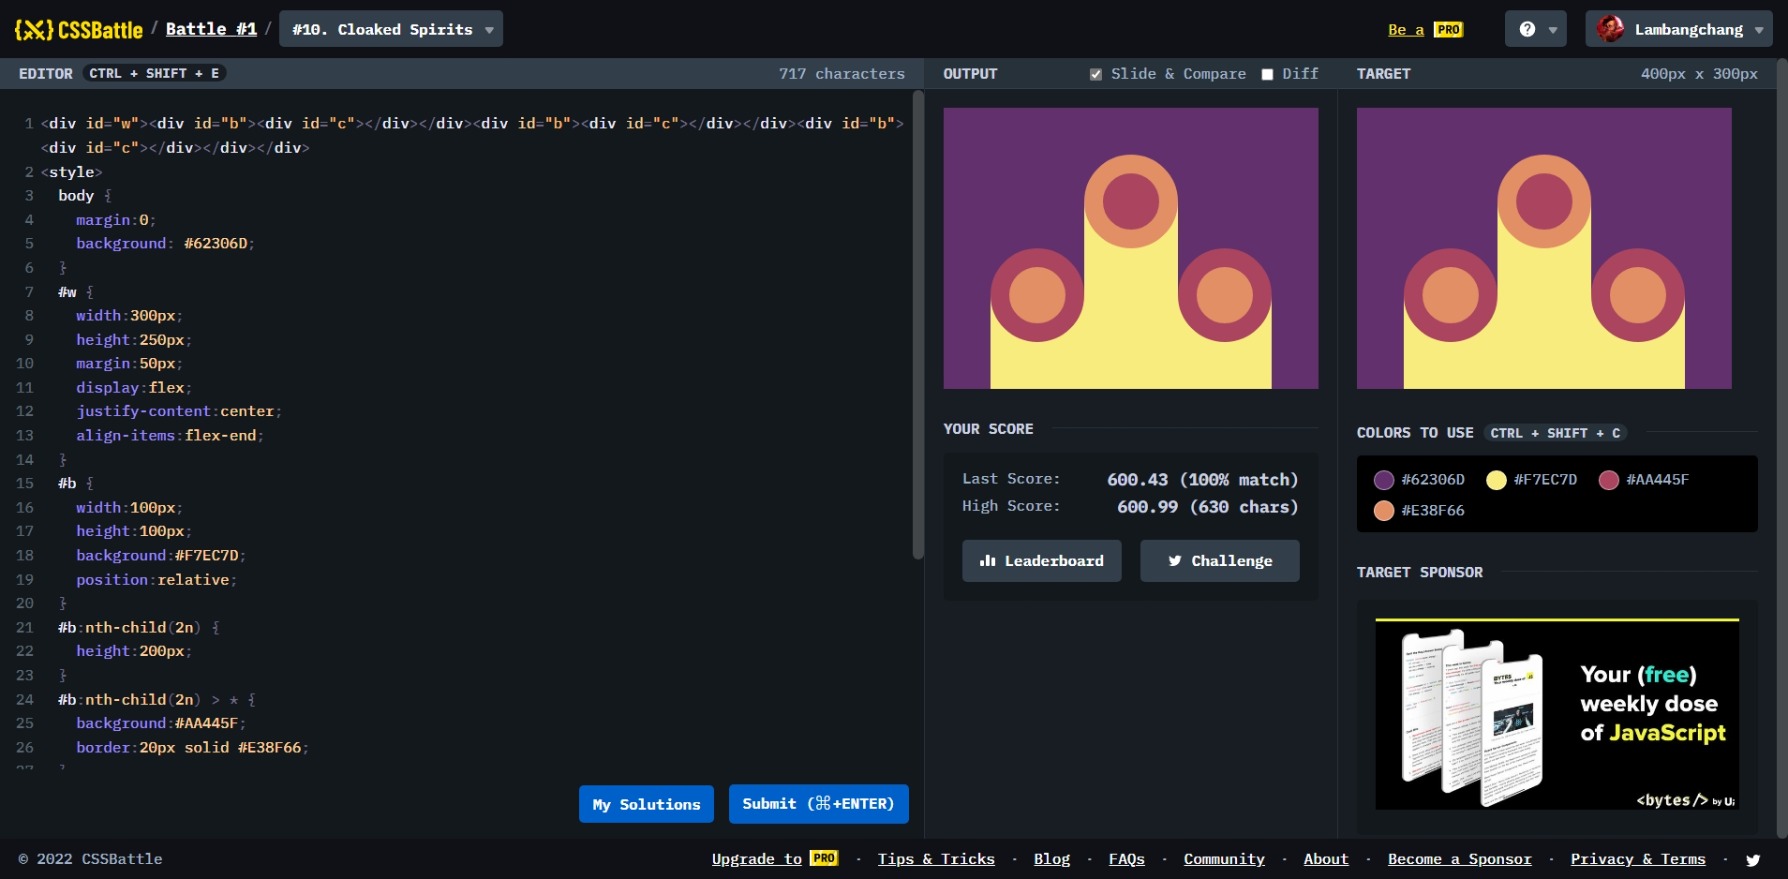 {X} CSSBattle / Battle #1 / #10. Cloaked Spirits
Be a PRO
? Lambangchang
EDITOR CTRL + SHIFT + E 717 characters
1 <div id="w"><div id="b"><div id="c"></div></div><div id="b"><div id="c"></div></div><div id="b">
<div id="c"></div></div></div>
2 <style>
3 body {
4 margin:0;
5 background: #62306D;
6 }
7 #w {
8 width:300px;
9 height:250px;
10 margin:50px;
11 display:flex;
12 justify-content:center;
13 align-items:flex-end;
14 }
15 #b {
16 width:100px;
17 height:100px;
18 background:#F7EC7D;
19 position:relative;
20 }
21 #b:nth-child(2n) {
22 height:200px;
23 }
24 #b:nth-child(2n) > * {
25 background:#AA445F;
26 border:20px solid #E38F66;
27 }
My Solutions
Submit (⌘+ENTER)
OUTPUT Slide & Compare Diff
YOUR SCORE
Last Score: 600.43 (100% match)
High Score: 600.99 (630 chars)
Leaderboard
Challenge
TARGET 400px x 300px
COLORS TO USE CTRL + SHIFT + C
#62306D #F7EC7D #AA445F
#E38F66
TARGET SPONSOR
Your (free)
weekly dose
of JavaScript
<bytes/> by Ui
© 2022 CSSBattle
Upgrade to PRO · Tips & Tricks · Blog · FAQs · Community · About · Become a Sponsor · Privacy & Terms ·